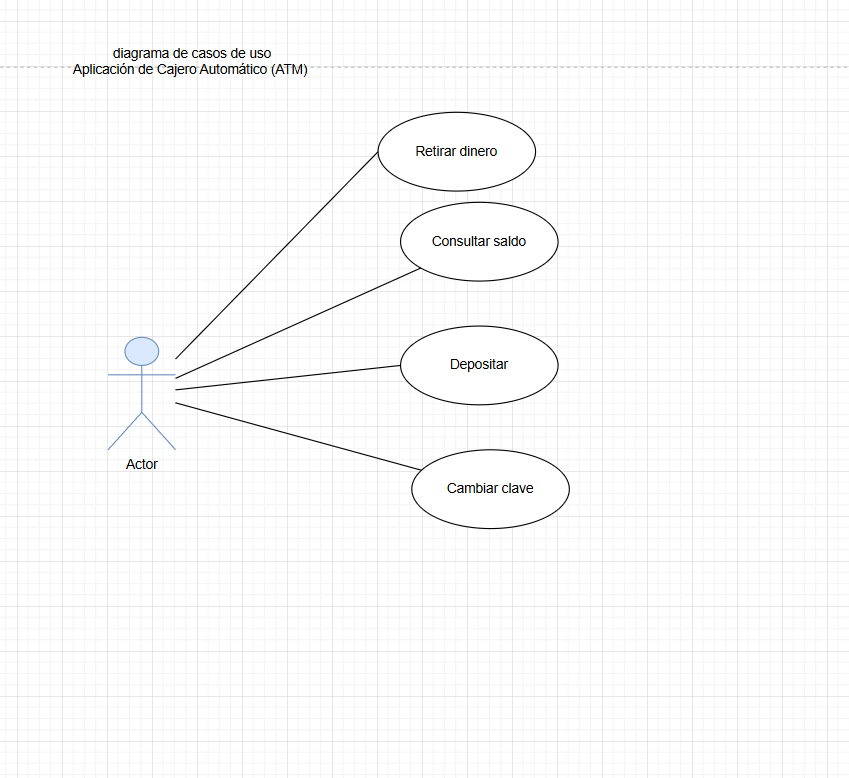 diagrama de casos de uso
Aplicación de Cajero Automático (ATM)
Retirar dinero
Consultar saldo
Depositar
Cambiar clave
Actor